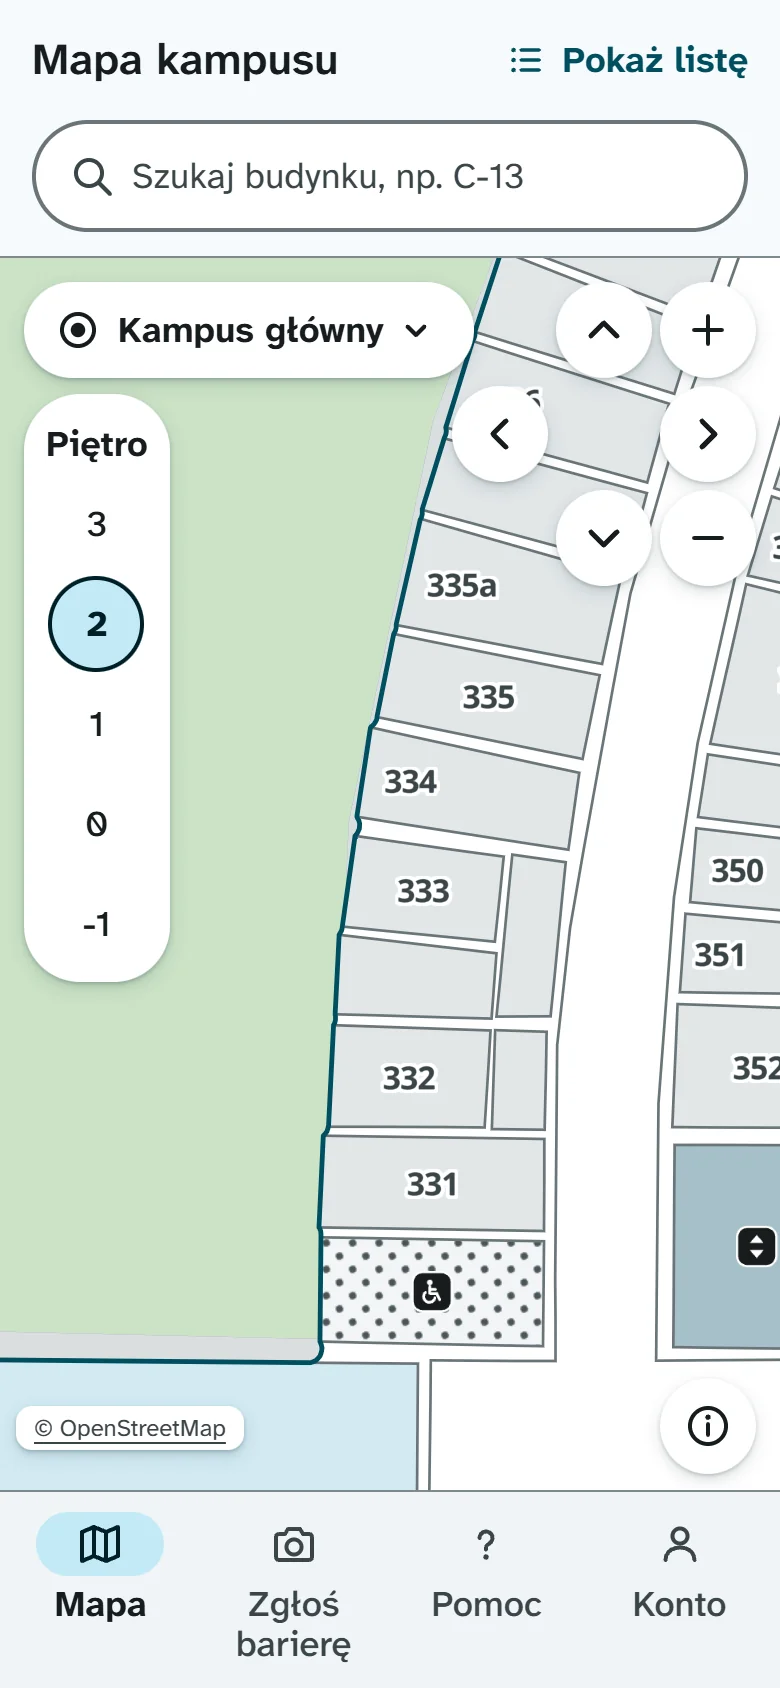 Mapa kampusu
Pokaż listę
Szukaj budynku, np. C-13
Kampus główny
Piętro
3
2
1
0
-1
335a
335
334
333
350
351
332
352
331
© OpenStreetMap
Mapa
Zgłoś
barierę
Pomoc
Konto